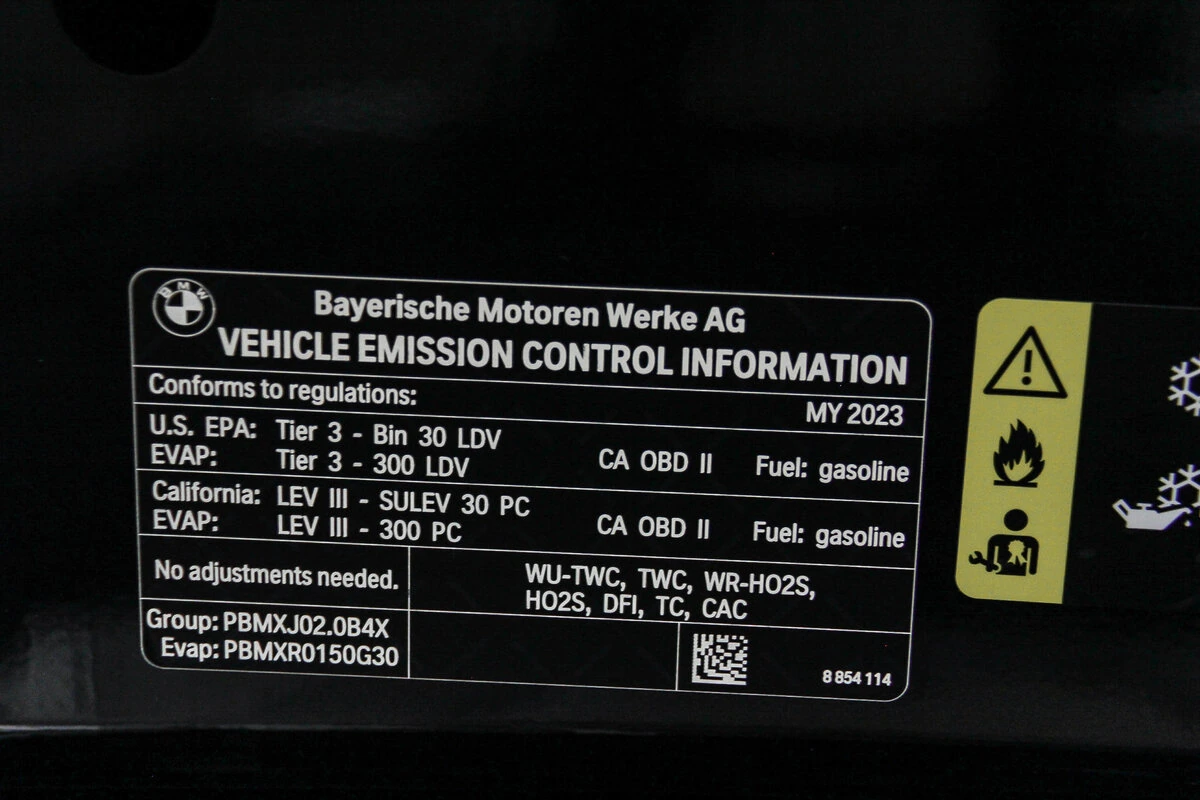 BMW
Bayerische Motoren Werke AG
VEHICLE EMISSION CONTROL INFORMATION
Conforms to regulations:
MY 2023
U.S. EPA: Tier 3 - Bin 30 LDV
EVAP: Tier 3 - 300 LDV CA OBD II Fuel: gasoline
California: LEV III - SULEV 30 PC
EVAP: LEV III - 300 PC CA OBD II Fuel: gasoline
No adjustments needed.
WU-TWC, TWC, WR-HO2S,
HO2S, DFI, TC, CAC
Group: PBMXJ02.0B4X
Evap: PBMXR0150G30
8 854 114